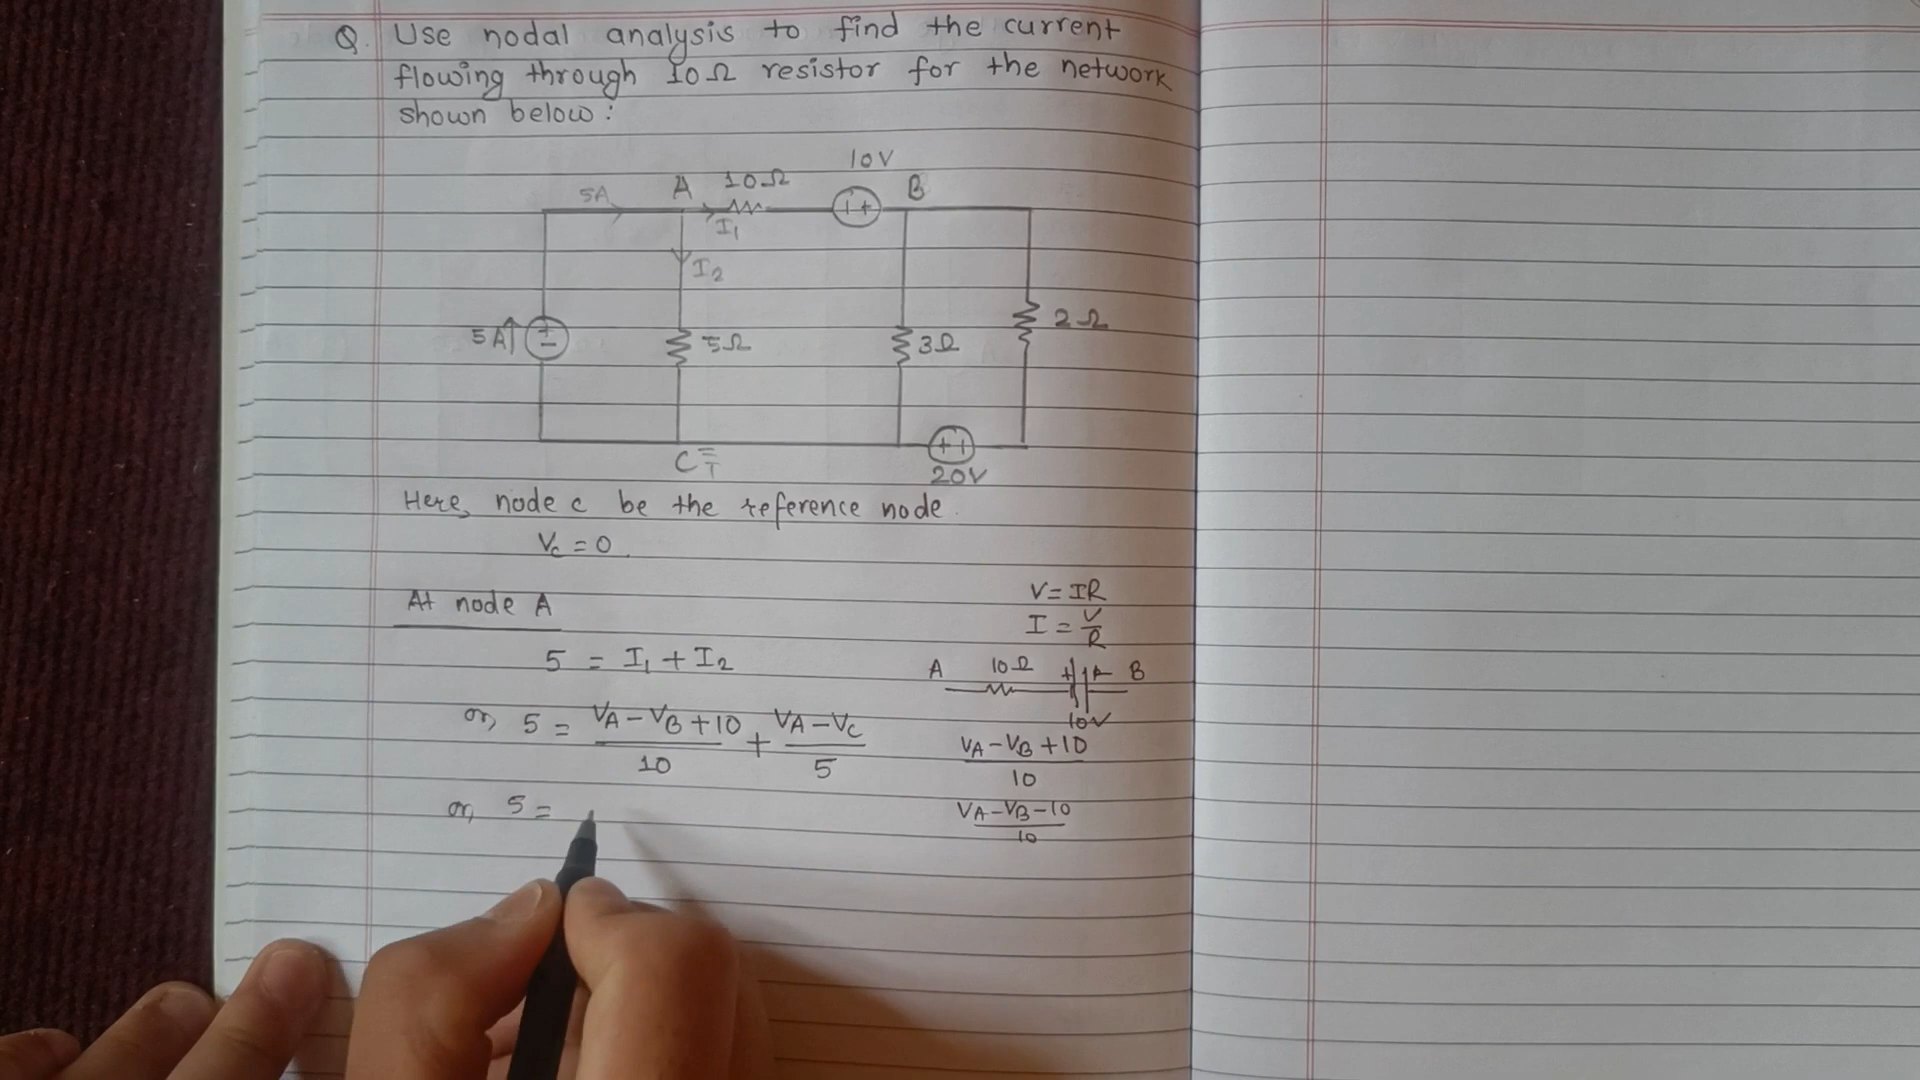 Q. Use nodal analysis to find the current
flowing through 10Ω resistor for the network
shown below:
10V
5A A 10Ω B
I₁
I₂
5A 5Ω 3Ω 2Ω
C
20V
Here, node c be the reference node.
Vc = 0.
At node A
5 = I₁ + I₂
or, 5 = (VA - VB + 10)/10 + (VA - VC)/5
or, 5 =
V = IR
I = V/R
A 10Ω B
10V
(VA - VB + 10)/10
(VA - VB - 10)/10